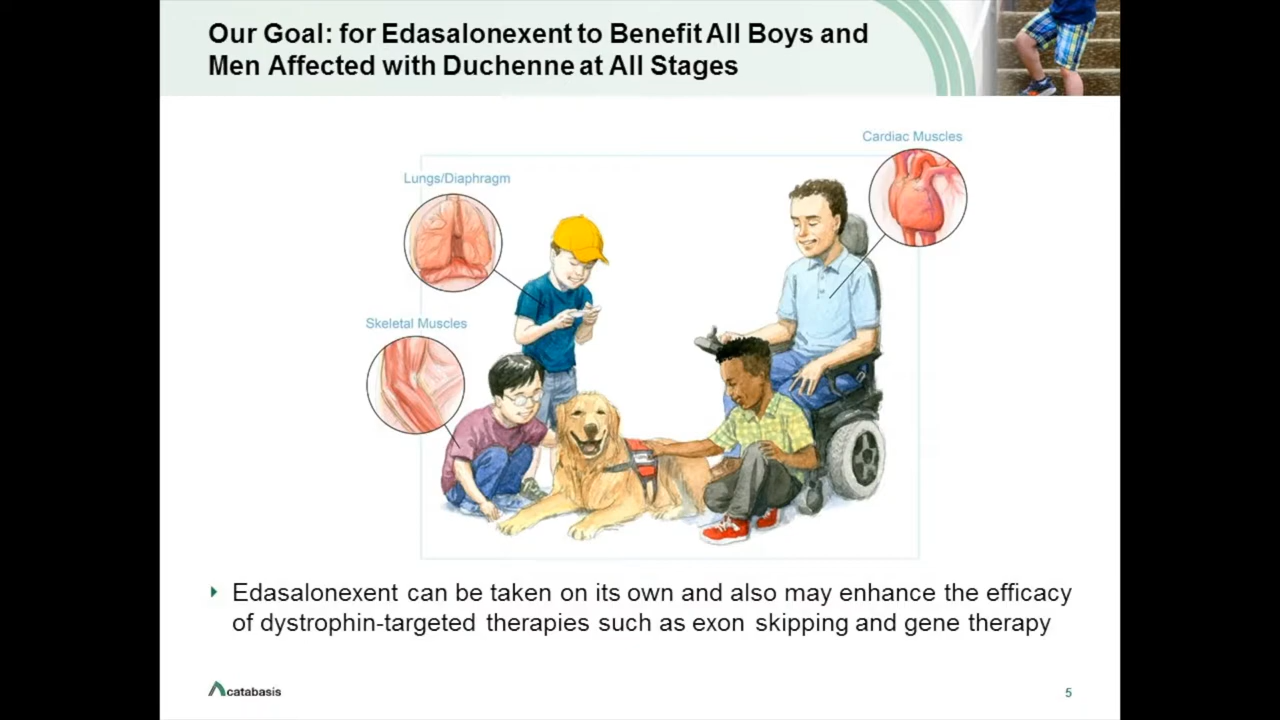 Our Goal: for Edasalonexent to Benefit All Boys and
Men Affected with Duchenne at All Stages
Cardiac Muscles
Lungs/Diaphragm
Skeletal Muscles
Edasalonexent can be taken on its own and also may enhance the efficacy
of dystrophin-targeted therapies such as exon skipping and gene therapy
catabasis
5